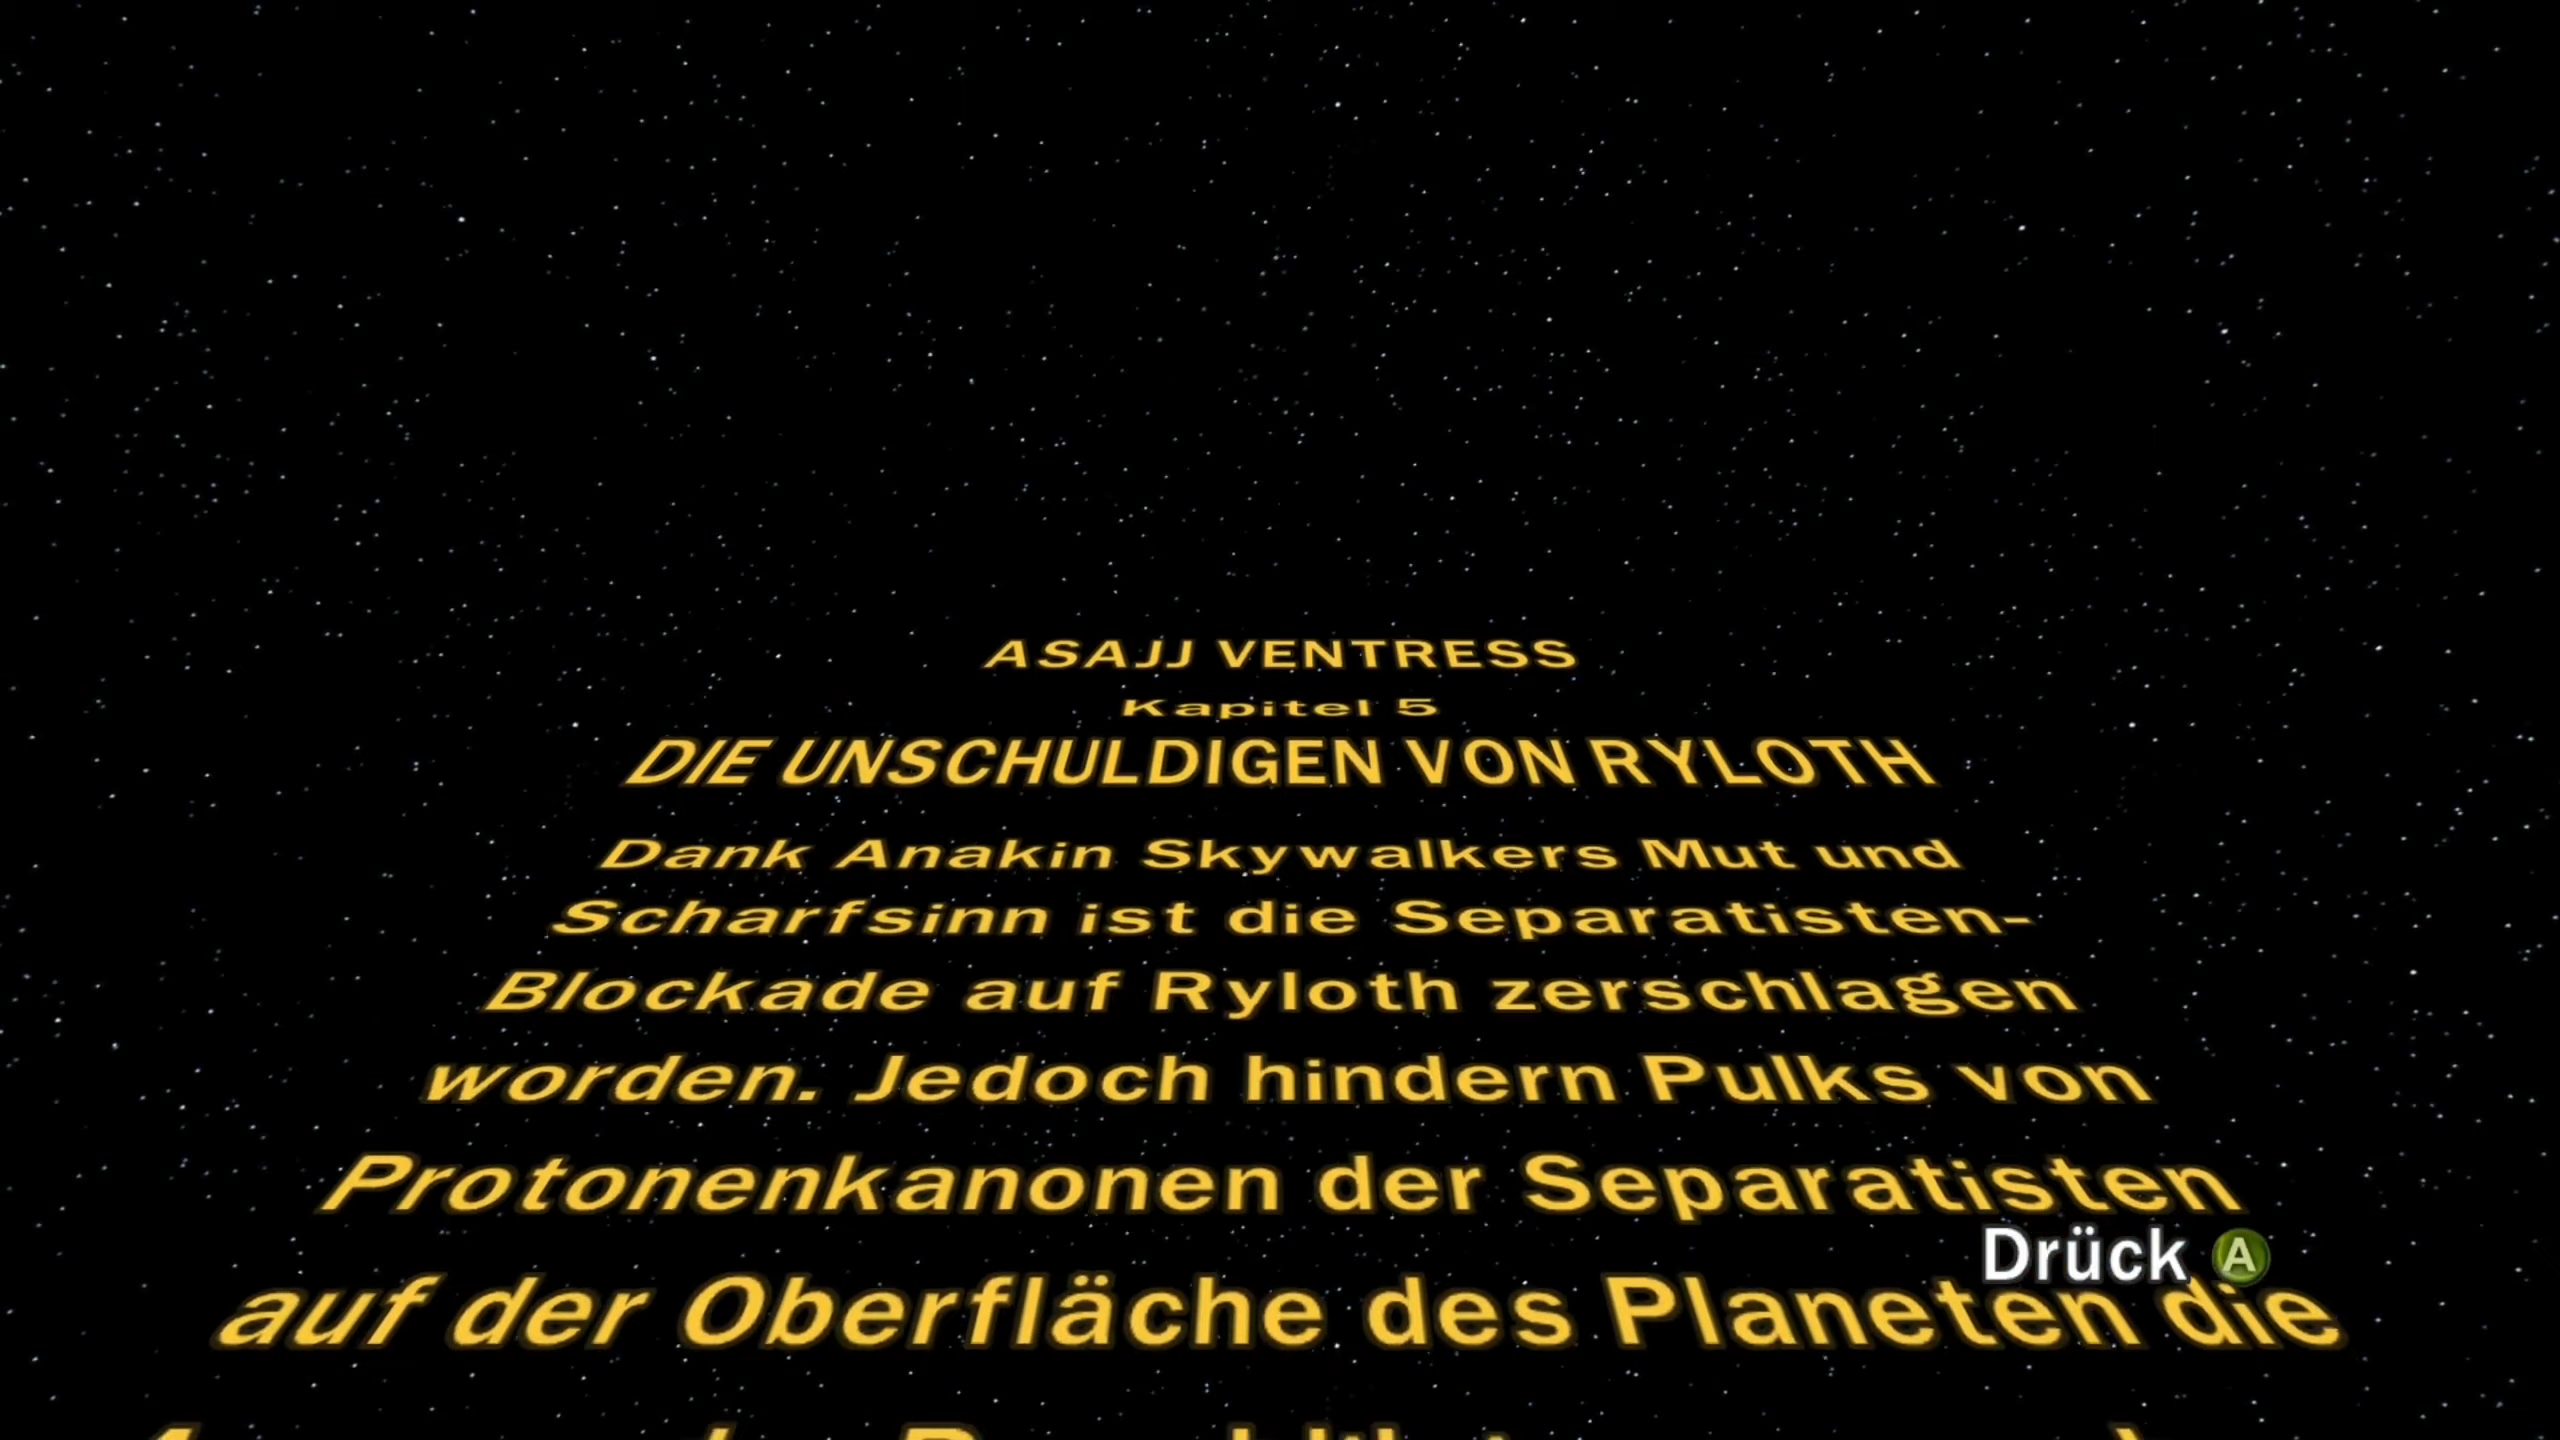 ASAJJ VENTRESS
Kapitel 5
DIE UNSCHULDIGEN VON RYLOTH
Dank Anakin Skywalkers Mut und
Scharfsinn ist die Separatisten-
Blockade auf Ryloth zerschlagen
worden. Jedoch hindern Pulks von
Protonenkanonen der Separatisten
Drück A
auf der Oberfläche des Planeten die